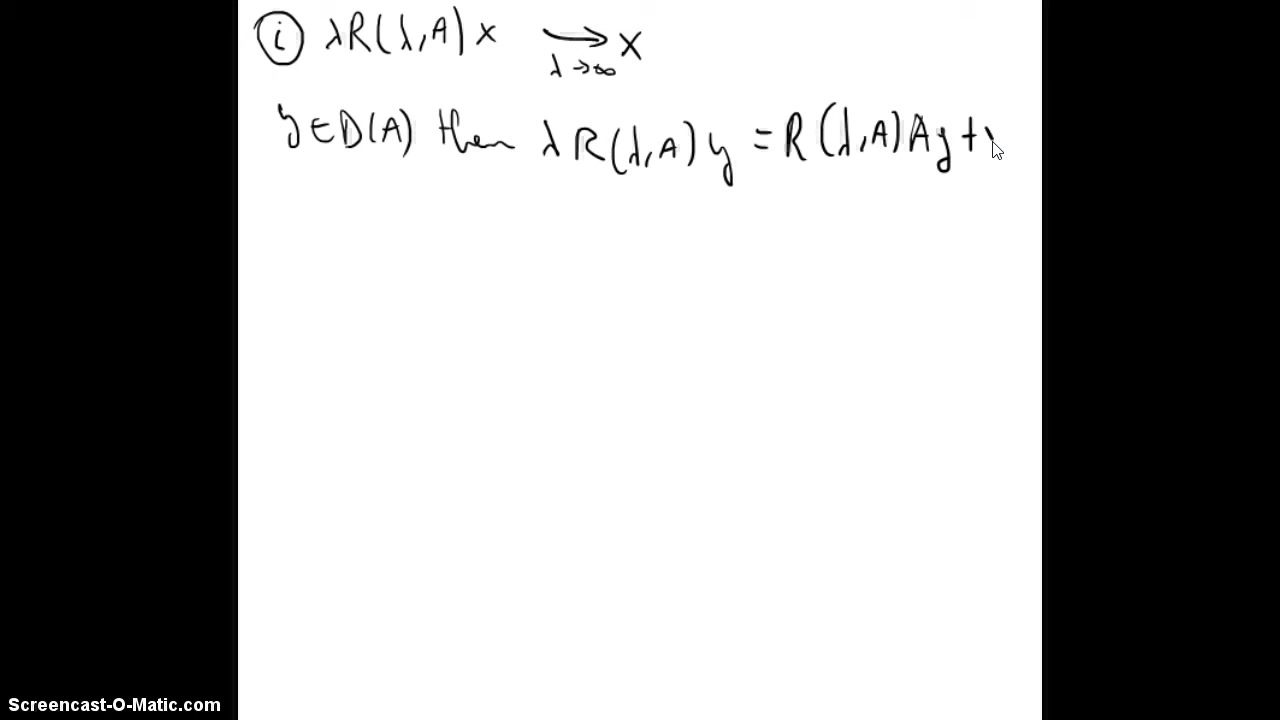 (i) λR(λ,A)x → x
λ→∞
y∈D(A) then λR(λ,A)y = R(λ,A)Ay +
Screencast-O-Matic.com